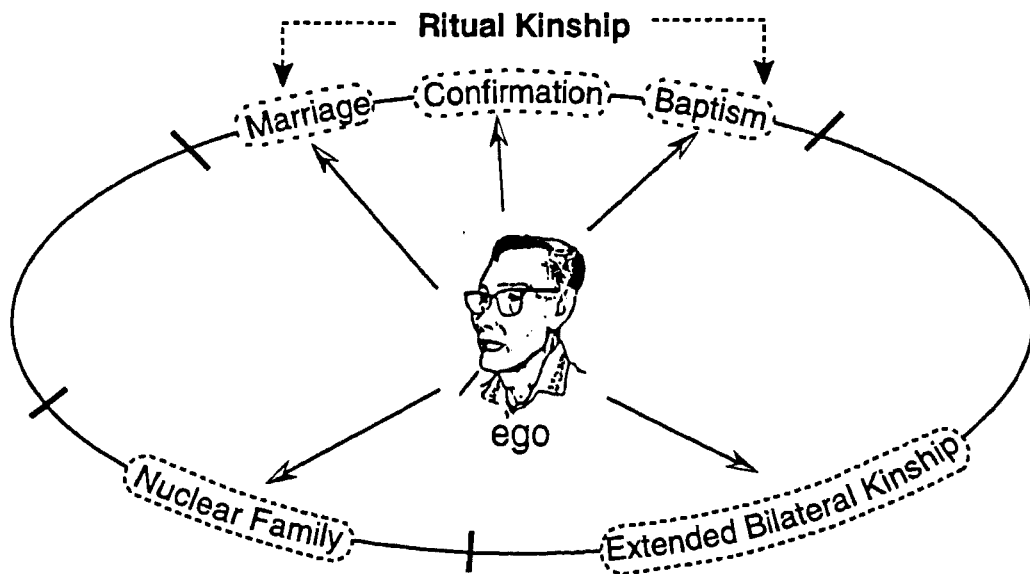 Ritual Kinship
Marriage
Confirmation
Baptism
ego
Nuclear Family
Extended Bilateral Kinship